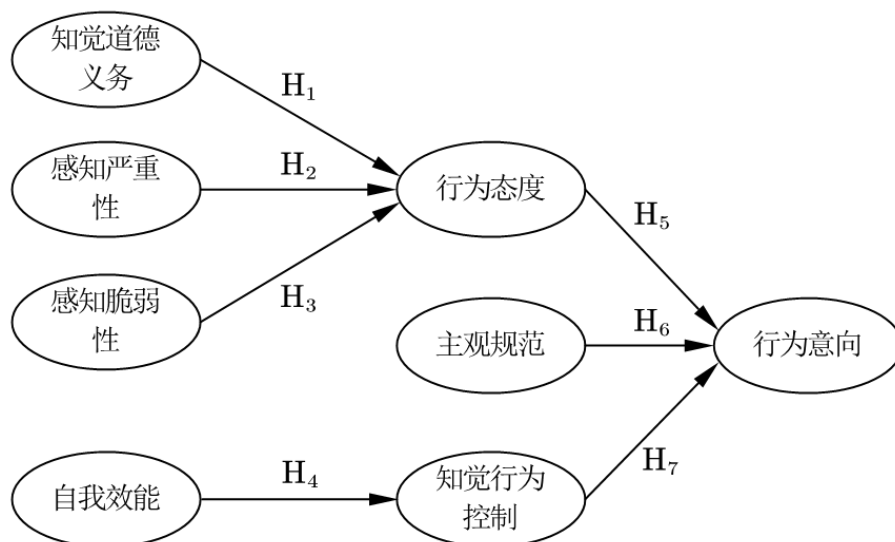 知觉道德
义务
H₁
感知严重
性
H₂
行为态度
H₅
感知脆弱
性
H₃
主观规范
H₆
行为意向
自我效能
H₄
知觉行为
控制
H₇